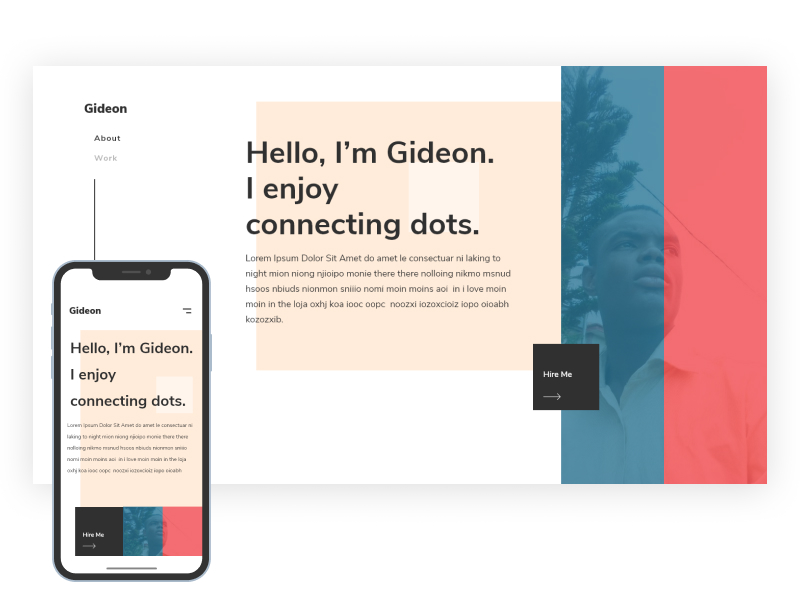 Gideon
About
Work
Hello, I'm Gideon.
I enjoy
connecting dots.
Lorem Ipsum Dolor Sit Amet do amet le consectuar ni laking to
night mion niong njioipo monie there there nolloing nikmo msnud
hsoos nbiuds nionmon sniiio nomi moin moins aoi in i love moin
moin in the loja oxhj koa iooc oopc noozxi iozoxcioiz iopo oioabh
kozozxib.
Hire Me
Gideon
Hello, I'm Gideon.
I enjoy
connecting dots.
Lorem Ipsum Dolor Sit Amet do amet le consectuar ni
laking to night mion niong njioipo monie there there
nolloing nikmo msnud hsoos nbiuds nionmon sniiio
nomi moin moins aoi in i love moin moin in the loja
oxhj koa iooc oopc noozxi iozoxcioiz iopo oioabh
Hire Me